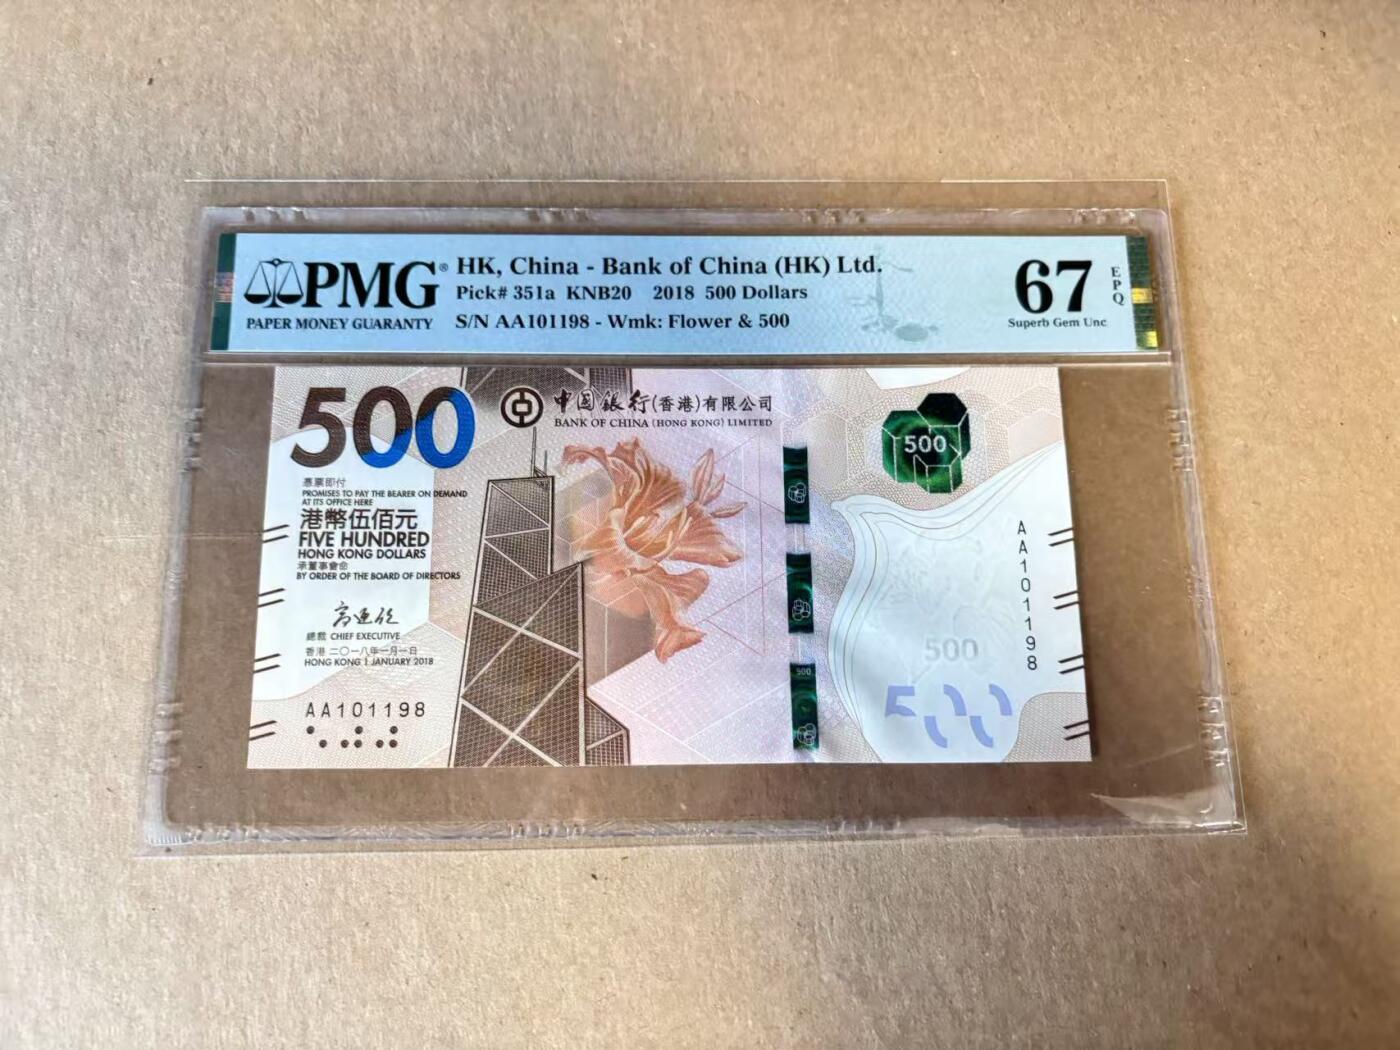 PMG®
PAPER MONEY GUARANTY
HK, China - Bank of China (HK) Ltd.
Pick# 351a KNB20 2018 500 Dollars
S/N AA101198 - Wmk: Flower & 500
67
EPQ
Superb Gem Unc
500
中国银行(香港)有限公司
BANK OF CHINA (HONG KONG) LIMITED
憑票即付
PROMISES TO PAY THE BEARER ON DEMAND
AT ITS OFFICE HERE
港幣伍佰元
FIVE HUNDRED
HONG KONG DOLLARS
承董事會命
BY ORDER OF THE BOARD OF DIRECTORS
高迎欣
總裁 CHIEF EXECUTIVE
香港 二〇一八年一月一日
HONG KONG 1 JANUARY 2018
AA101198
500
500
AA101198
500
500